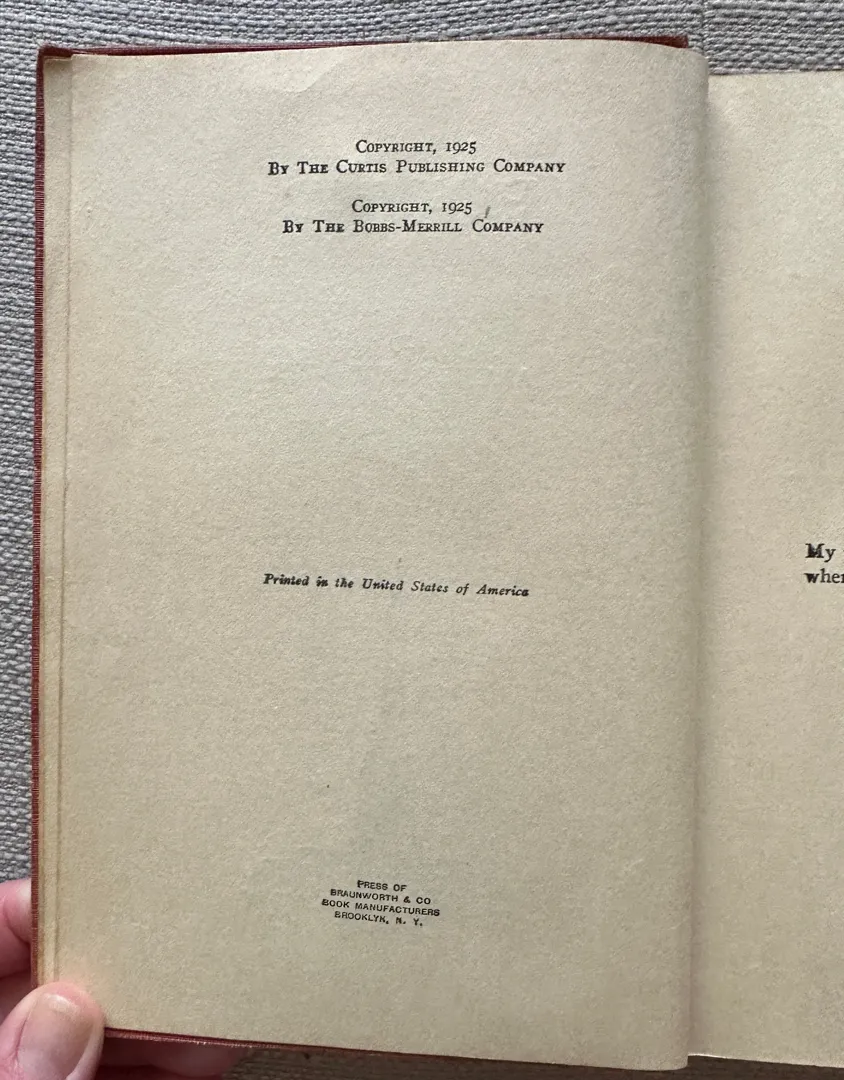 COPYRIGHT, 1925
BY THE CURTIS PUBLISHING COMPANY
COPYRIGHT, 1925
BY THE BOBBS-MERRILL COMPANY
Printed in the United States of America
PRESS OF
BRAUNWORTH & CO
BOOK MANUFACTURERS
BROOKLYN, N. Y.
My